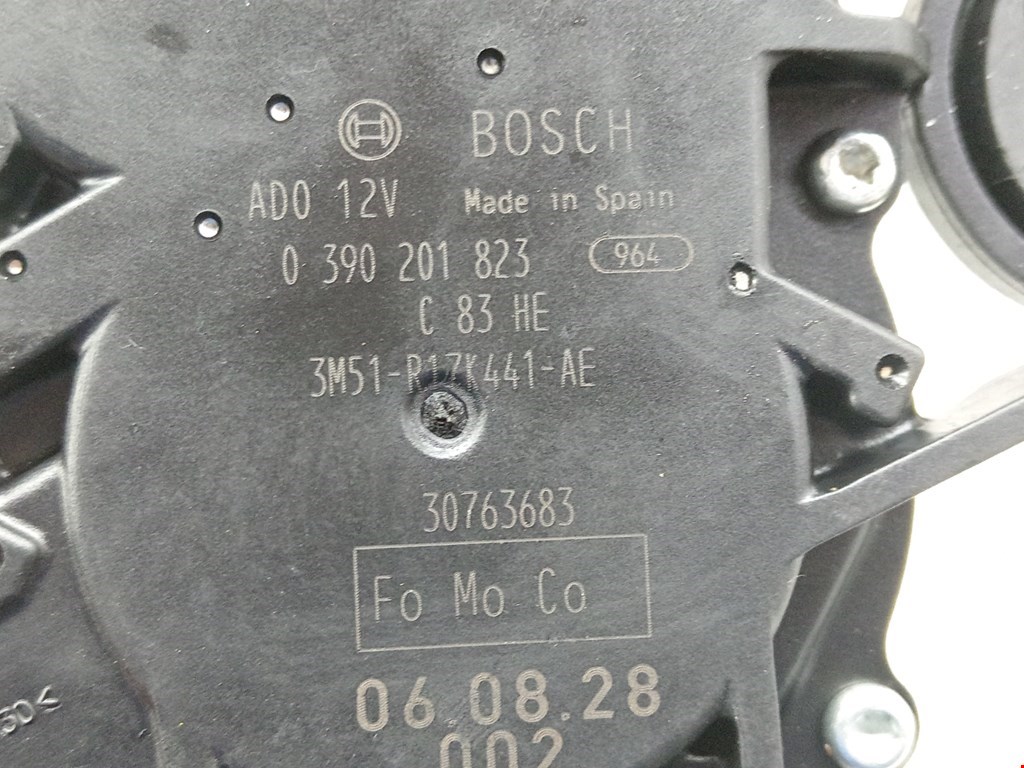 BOSCH
AD0 12V Made in Spain
0 390 201 823 964
C 83 HE
3M51-R17K441-AE
30763683
Fo Mo Co
06.08.28
002